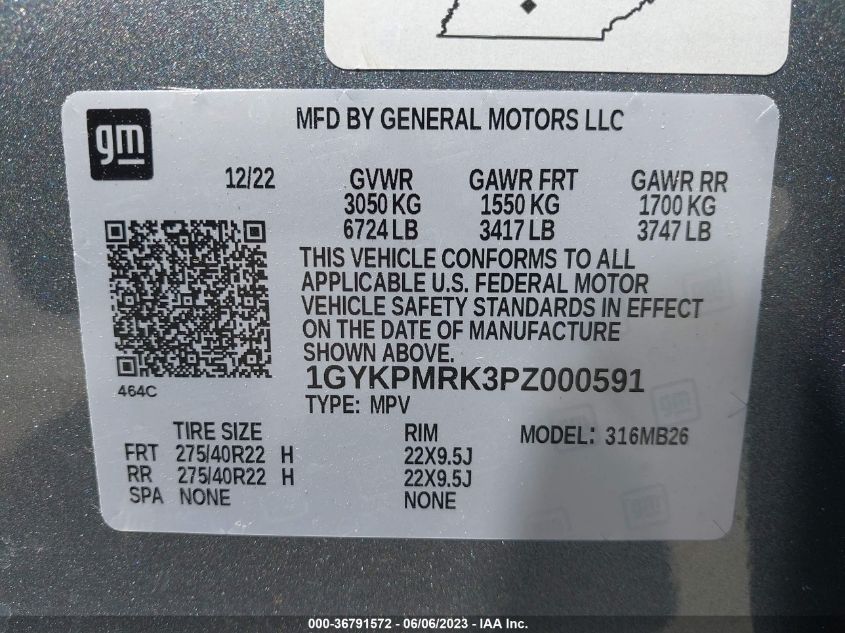 gm
MFD BY GENERAL MOTORS LLC
12/22 GVWR GAWR FRT GAWR RR
3050 KG 1550 KG 1700 KG
6724 LB 3417 LB 3747 LB
THIS VEHICLE CONFORMS TO ALL
APPLICABLE U.S. FEDERAL MOTOR
VEHICLE SAFETY STANDARDS IN EFFECT
ON THE DATE OF MANUFACTURE
SHOWN ABOVE.
464C
1GYKPMRK3PZ000591
TYPE: MPV
TIRE SIZE RIM MODEL: 316MB26
FRT 275/40R22 H 22X9.5J
RR 275/40R22 H 22X9.5J
SPA NONE NONE
000-36791572 - 06/06/2023 - IAA Inc.